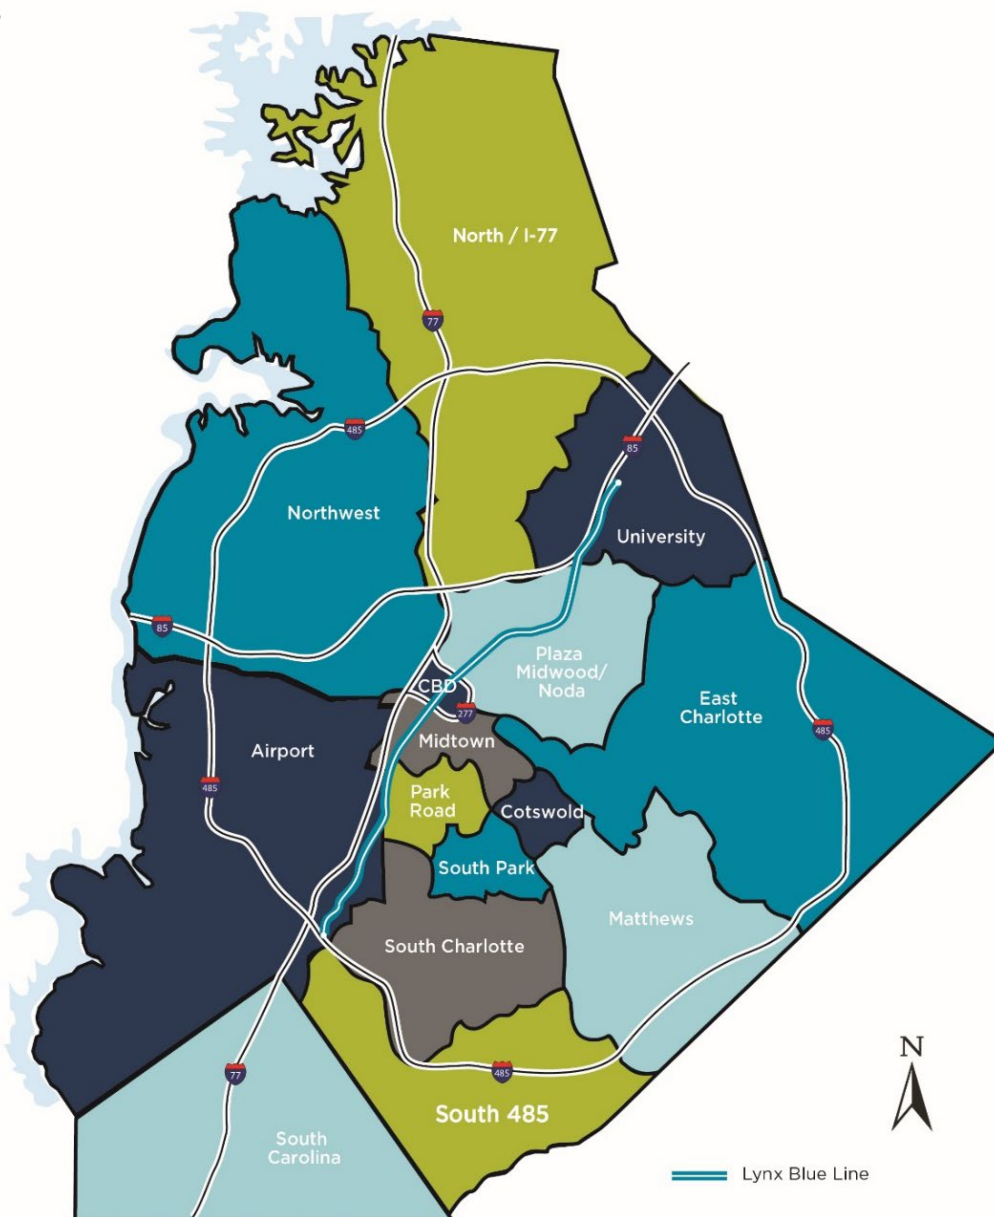 North / I-77
77
485
85
Northwest
University
85
Plaza
Midwood/
Noda
CBD
277
East
Charlotte
485
Midtown
Airport
485
Park
Road
Cotswold
South Park
Matthews
South Charlotte
N
77
485
South 485
South
Carolina
Lynx Blue Line